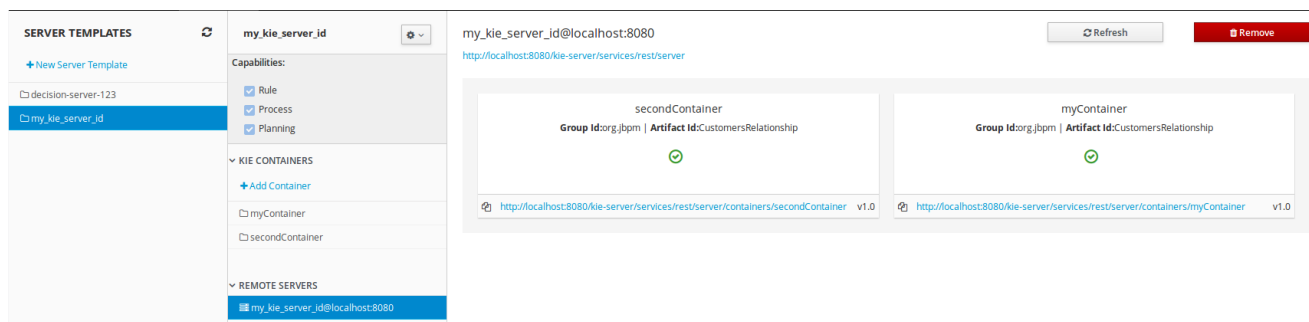 SERVER TEMPLATES
+ New Server Template
decision-server-123
my_kie_server_id
my_kie_server_id
Capabilities:
Rule
Process
Planning
KIE CONTAINERS
+ Add Container
myContainer
secondContainer
REMOTE SERVERS
my_kie_server_id@localhost:8080
my_kie_server_id@localhost:8080
Refresh
Remove
http://localhost:8080/kie-server/services/rest/server
secondContainer
Group Id:org.jbpm | Artifact Id:CustomersRelationship
http://localhost:8080/kie-server/services/rest/server/containers/secondContainer v1.0
myContainer
Group Id:org.jbpm | Artifact Id:CustomersRelationship
http://localhost:8080/kie-server/services/rest/server/containers/myContainer v1.0